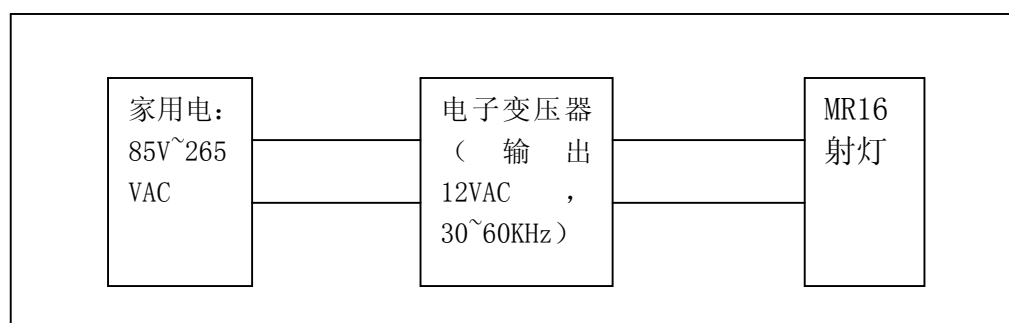 家用电：
85V~265
VAC
电子变压器
（输出
12VAC，
30~60KHz）
MR16
射灯